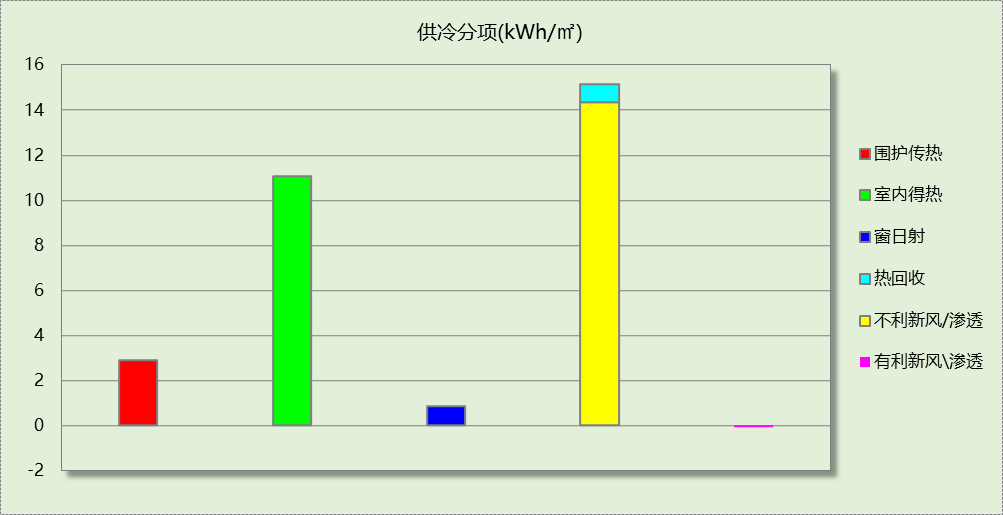 供冷分项(kWh/㎡)
16
14
12
10
8
6
4
2
0
-2
围护传热
室内得热
窗日射
热回收
不利新风/渗透
有利新风\渗透